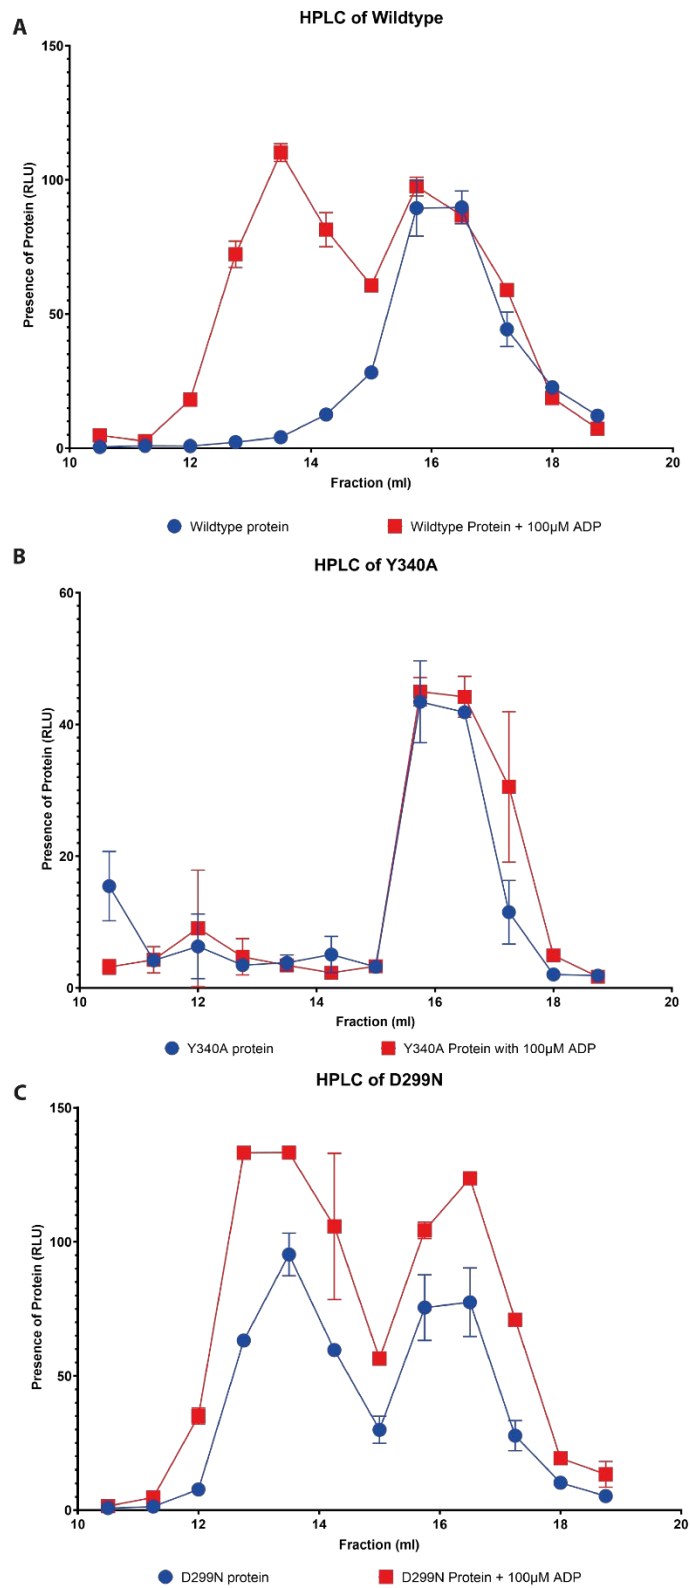 A
HPLC of Wildtype
150
100
50
0
Presence of Protein (RLU)
10 12 14 16 18 20
Fraction (ml)
Wildtype protein Wildtype Protein + 100µM ADP
B
HPLC of Y340A
60
40
20
0
Presence of Protein (RLU)
10 12 14 16 18 20
Fraction (ml)
Y340A protein Y340A Protein with 100µM ADP
C
HPLC of D299N
150
100
50
0
Presence of Protein (RLU)
10 12 14 16 18 20
Fraction (ml)
D299N protein D299N Protein + 100µM ADP